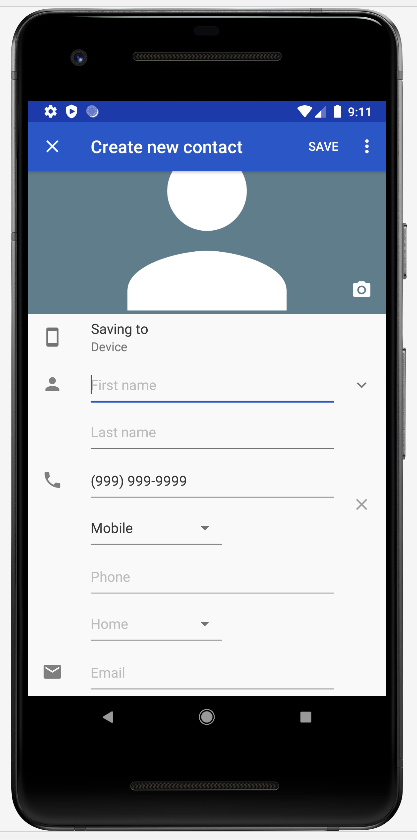 9:11
Create new contact
SAVE
Saving to
Device
First name
Last name
(999) 999-9999
Mobile
Phone
Home
Email